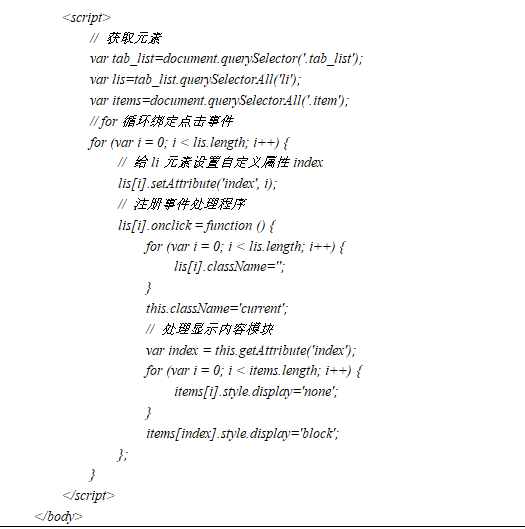 <script>
// 获取元素
var tab_list=document.querySelector('.tab_list');
var lis=tab_list.querySelectorAll('li');
var items=document.querySelectorAll('.item');
// for 循环绑定点击事件
for (var i = 0; i < lis.length; i++) {
// 给 li 元素设置自定义属性 index
lis[i].setAttribute('index', i);
// 注册事件处理程序
lis[i].onclick = function () {
for (var i = 0; i < lis.length; i++) {
lis[i].className='';
}
this.className='current';
// 处理显示内容模块
var index = this.getAttribute('index');
for (var i = 0; i < items.length; i++) {
items[i].style.display='none';
}
items[index].style.display='block';
};
}
</script>
</body>